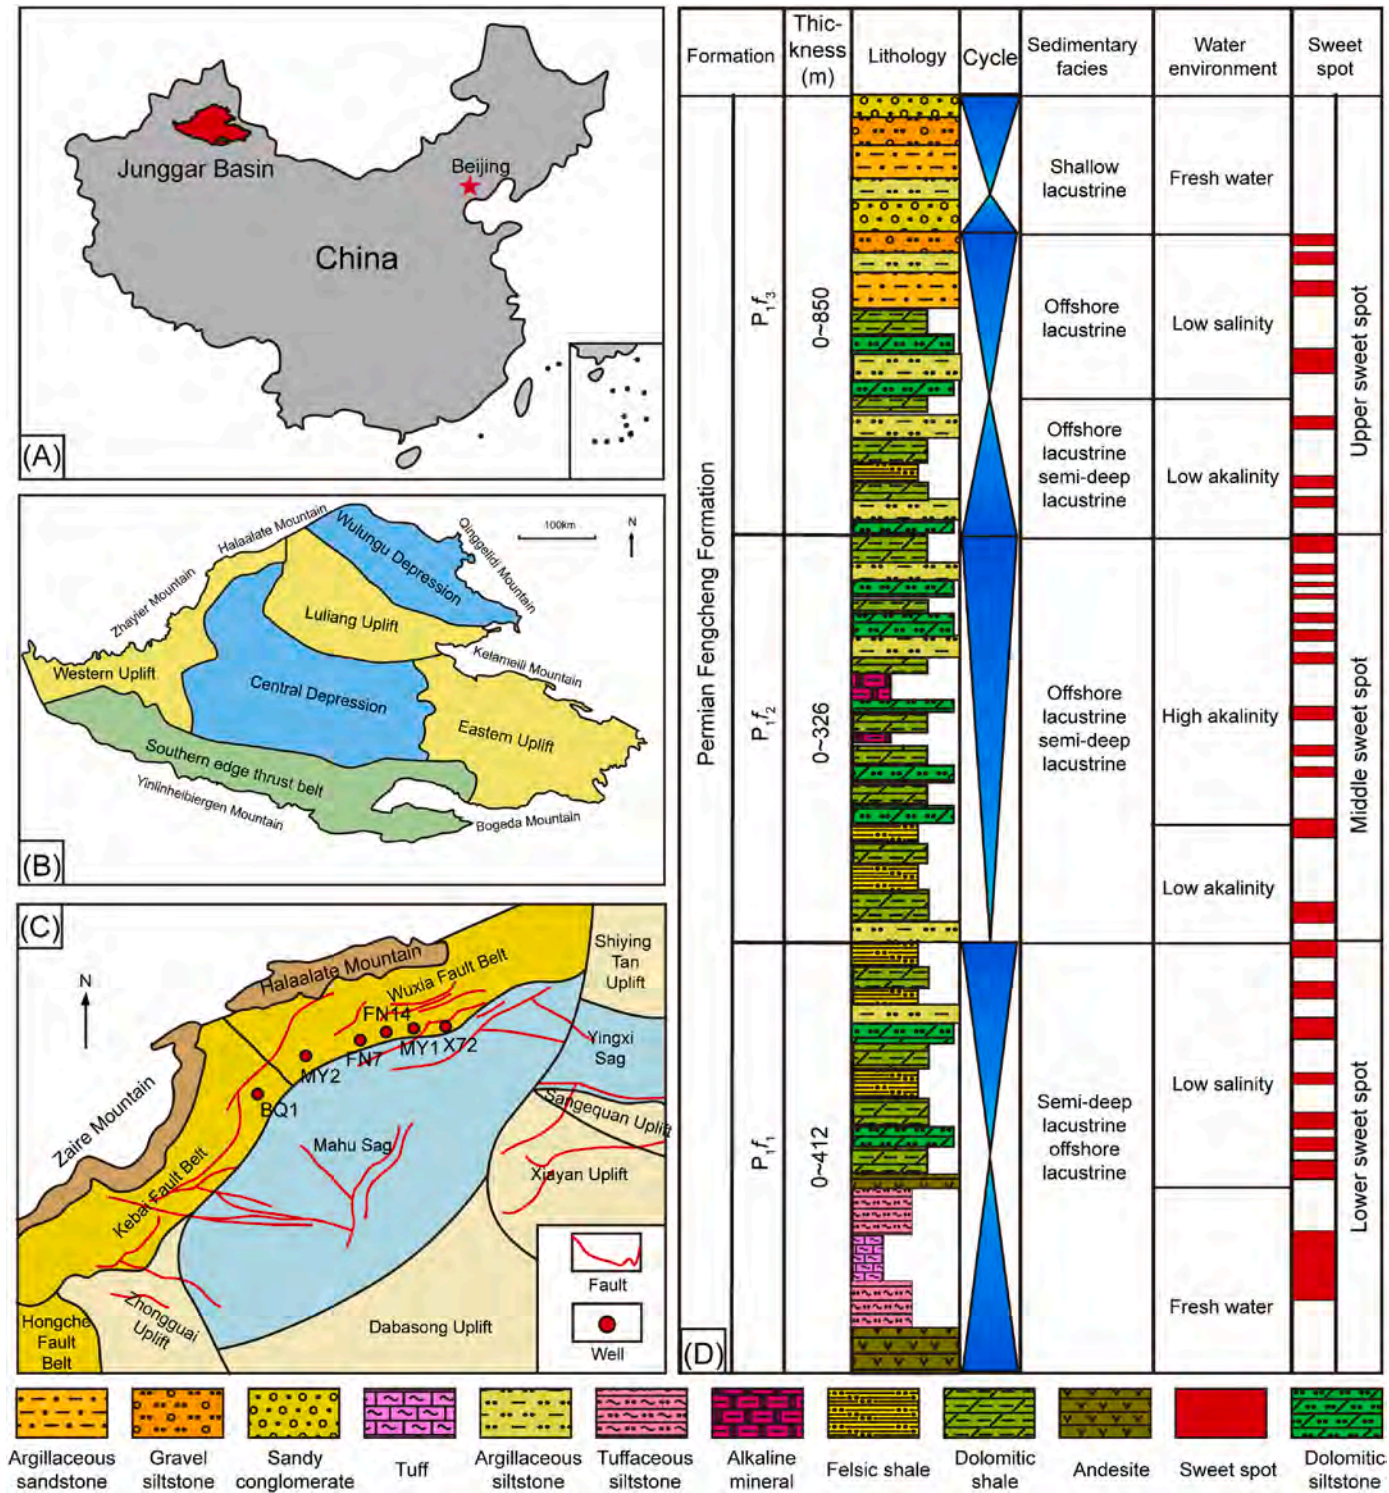 Junggar Basin
Beijing
China
(A)
Halaalate Mountain
Wulungu Depression
Qinggelidi Mountain
100km
N
Zhayier Mountain
Luliang Uplift
Kelameili Mountain
Western Uplift
Central Depression
Eastern Uplift
Southern edge thrust belt
Yinlinheibiergen Mountain
Bogeda Mountain
(B)
(C)
N
Halaalate Mountain
Wuxia Fault Belt
Shiying
Tan
Uplift
FN14
FN7
MY1
X72
MY2
BQ1
Yingxi
Sag
Sangequan Uplift
Zaire Mountain
Mahu Sag
Xiayan Uplift
Kebai Fault Belt
Zhongguai
Uplift
Hongche
Fault
Belt
Dabasong Uplift
Fault
Well
Formation
Thic-
kness
(m)
Lithology
Cycle
Sedimentary
facies
Water
environment
Sweet
spot
Permian Fengcheng Formation
P₁f₃
0~850
Shallow
lacustrine
Fresh water
Offshore
lacustrine
Low salinity
Offshore
lacustrine
semi-deep
lacustrine
Low akalinity
Upper sweet spot
P₁f₂
0~326
Offshore
lacustrine
semi-deep
lacustrine
High akalinity
Low akalinity
Middle sweet spot
P₁f₁
0~412
Semi-deep
lacustrine
offshore
lacustrine
Low salinity
Fresh water
Lower sweet spot
(D)
Argillaceous
sandstone
Gravel
siltstone
Sandy
conglomerate
Tuff
Argillaceous
siltstone
Tuffaceous
siltstone
Alkaline
mineral
Felsic shale
Dolomitic
shale
Andesite
Sweet spot
Dolomitic
siltstone